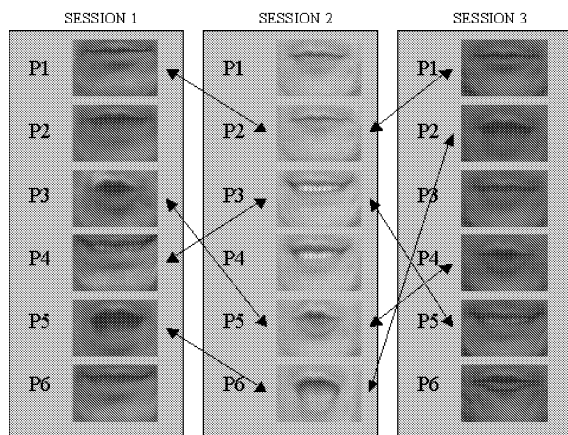 SESSION 1 SESSION 2 SESSION 3
P1 P1 P1
P2 P2 P2
P3 P3 P3
P4 P4 P4
P5 P5 P5
P6 P6 P6